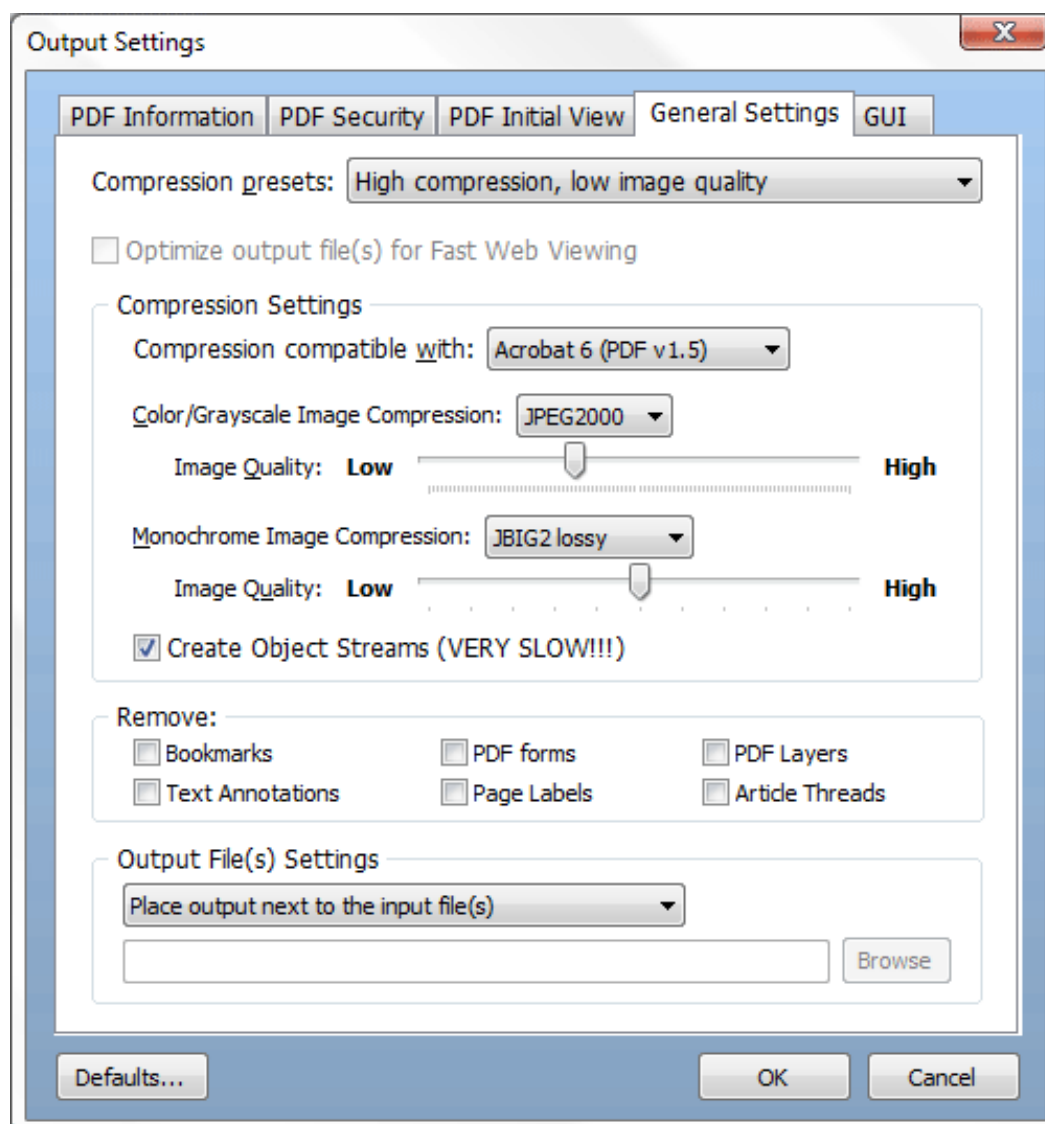 Output Settings
PDF Information PDF Security PDF Initial View General Settings GUI
Compression presets: High compression, low image quality
Optimize output file(s) for Fast Web Viewing
Compression Settings
Compression compatible with: Acrobat 6 (PDF v1.5)
Color/Grayscale Image Compression: JPEG2000
Image Quality: Low High
Monochrome Image Compression: JBIG2 lossy
Image Quality: Low High
Create Object Streams (VERY SLOW!!!)
Remove:
Bookmarks PDF forms PDF Layers
Text Annotations Page Labels Article Threads
Output File(s) Settings
Place output next to the input file(s)
Browse
Defaults... OK Cancel